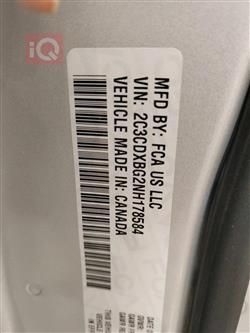 iQ
MFD BY: FCA US LLC
VIN: 2C3CDXBG2NH178584
VEHICLE MADE IN: CANADA